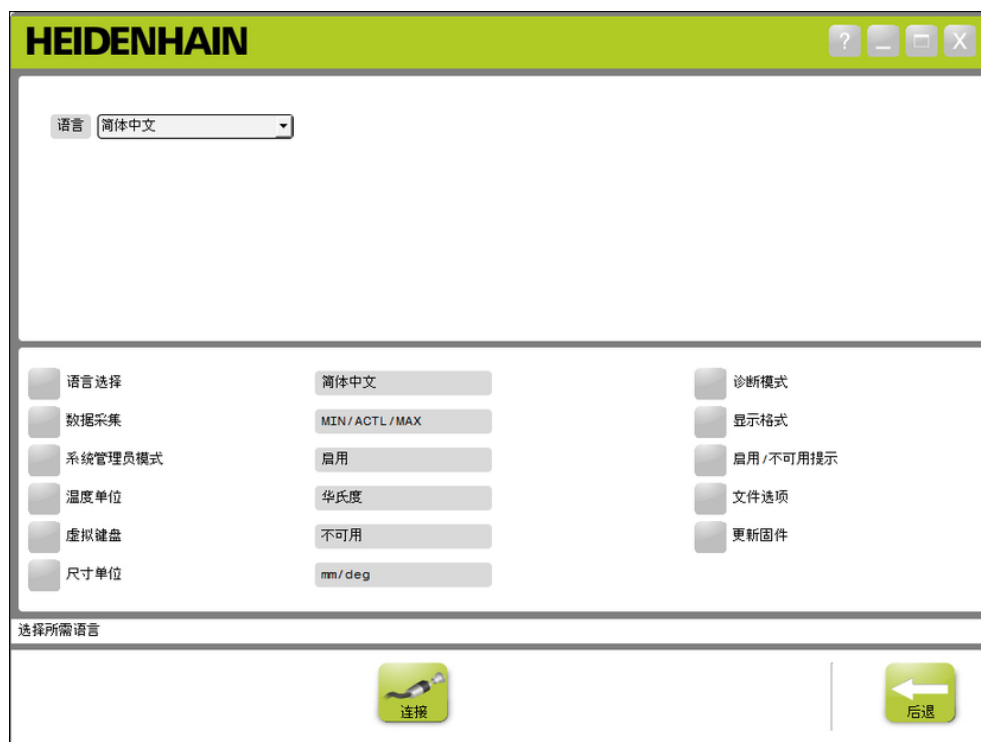 HEIDENHAIN
? _ □ X
语言 简体中文
语言选择 简体中文 诊断模式
数据采集 MIN/ACTL/MAX 显示格式
系统管理员模式 启用 启用/不可用提示
温度单位 华氏度 文件选项
虚拟键盘 不可用 更新固件
尺寸单位 mm/deg
选择所需语言
连接 后退